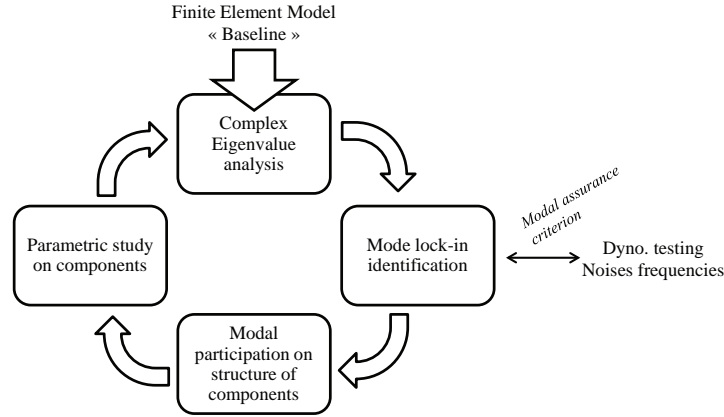 Finite Element Model
« Baseline »
Complex
Eigenvalue
analysis
Parametric study
on components
Mode lock-in
identification
Modal assurance
criterion
Dyno. testing
Noises frequencies
Modal
participation on
structure of
components